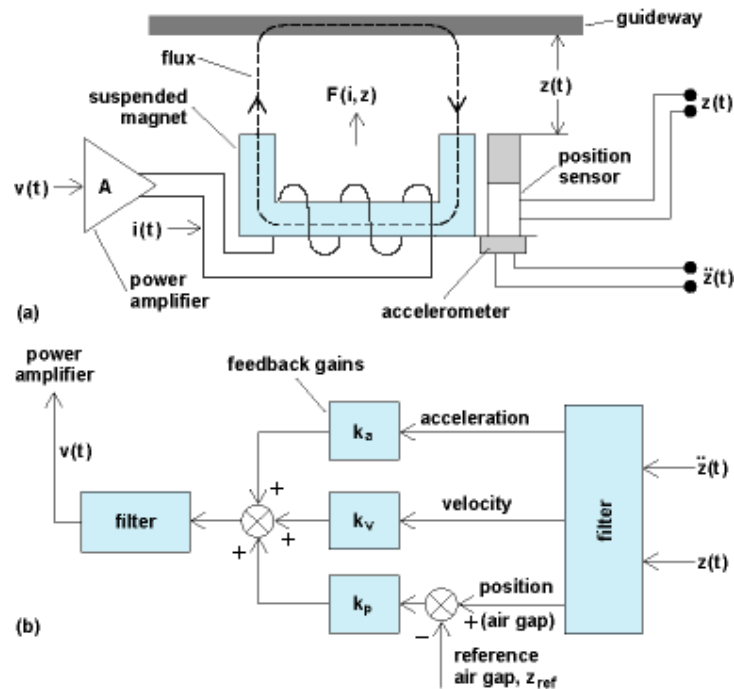 guideway
flux
suspended
magnet
F(i, z)
z(t)
z(t)
position
sensor
v(t)
A
i(t)
power
amplifier
z̈(t)
accelerometer
(a)
power
amplifier
feedback gains
v(t)
kₐ
acceleration
z̈(t)
+
filter
+
+
kᵥ
velocity
filter
z(t)
kₚ
position
+ (air gap)
−
(b)
reference
air gap, z_ref